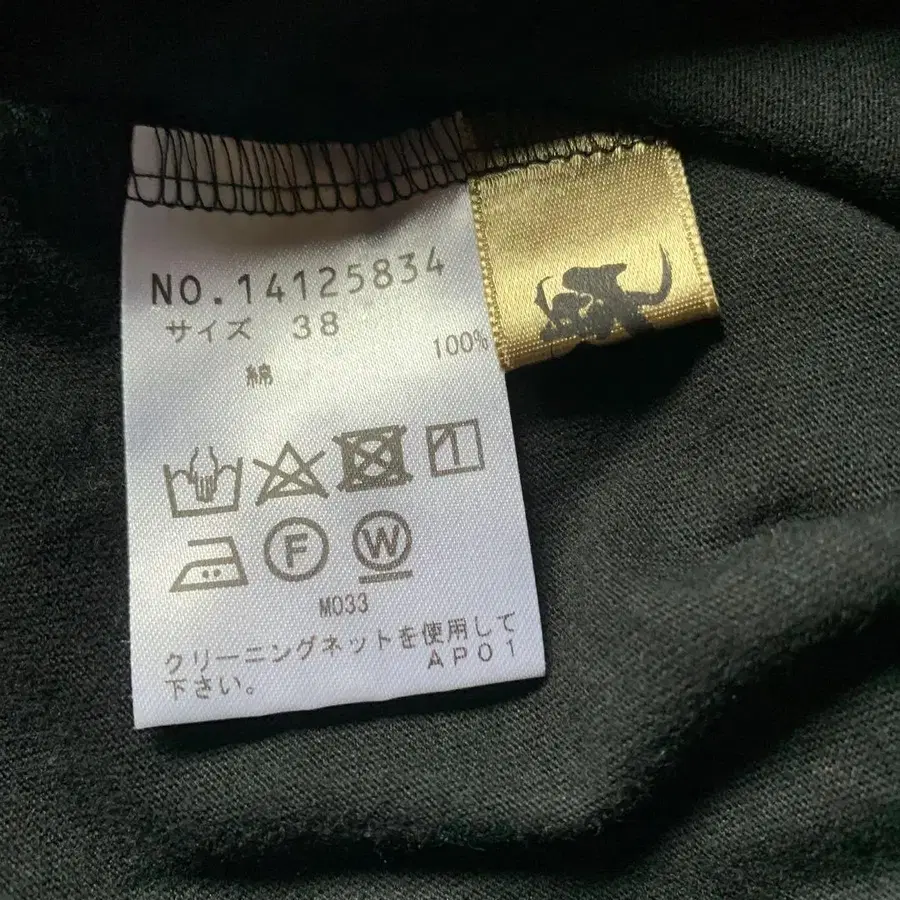 NO.14125834
サイズ 38
綿 100%
1
F W
M033
クリーニングネットを使用して
下さい。 AP01